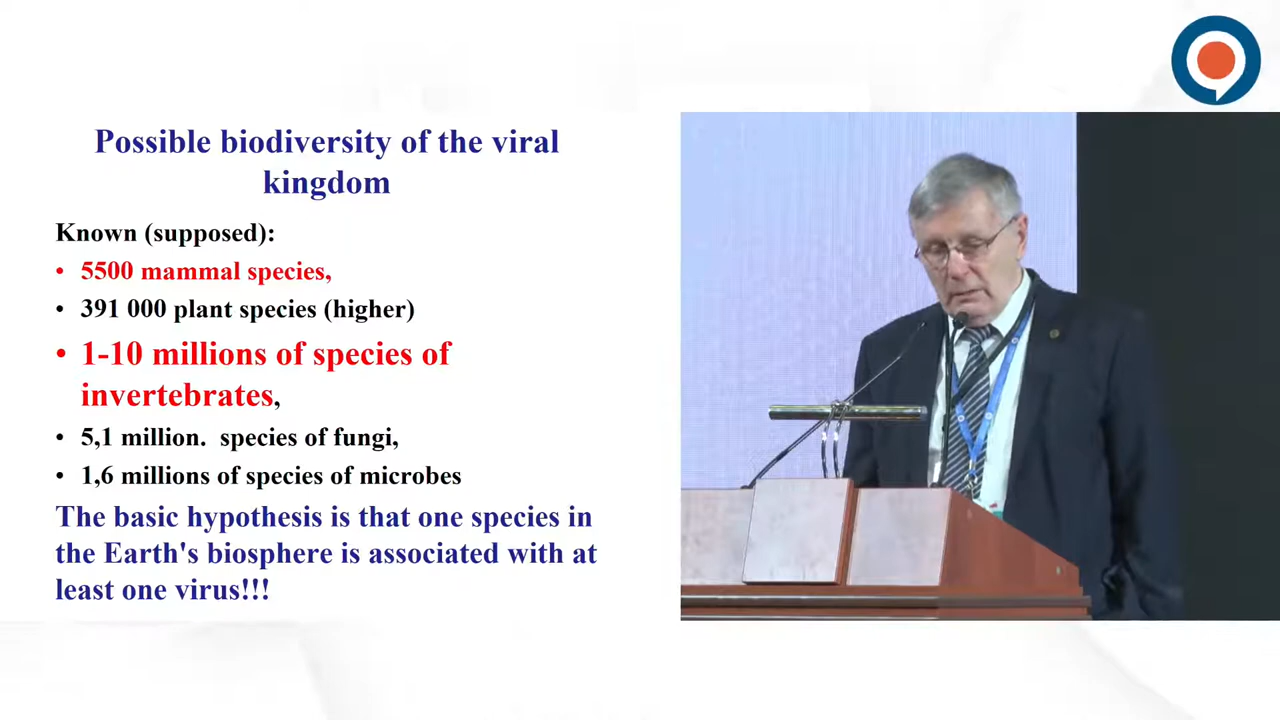 Possible biodiversity of the viral
kingdom
Known (supposed):
• 5500 mammal species,
• 391 000 plant species (higher)
• 1-10 millions of species of
invertebrates,
• 5,1 million. species of fungi,
• 1,6 millions of species of microbes
The basic hypothesis is that one species in
the Earth's biosphere is associated with at
least one virus!!!